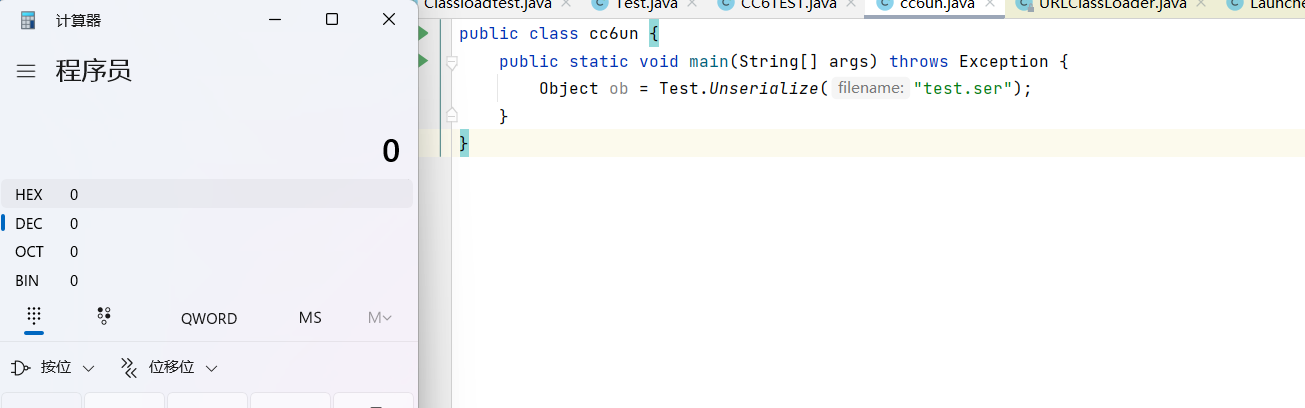 计算器
程序员
0
HEX 0
DEC 0
OCT 0
BIN 0
QWORD MS M
按位 位移位
Classloadtest.java Test.java CC6TEST.java cc6un.java URLClassLoader.java Launche
public class cc6un {
public static void main(String[] args) throws Exception {
Object ob = Test.Unserialize( filename: "test.ser");
}
}